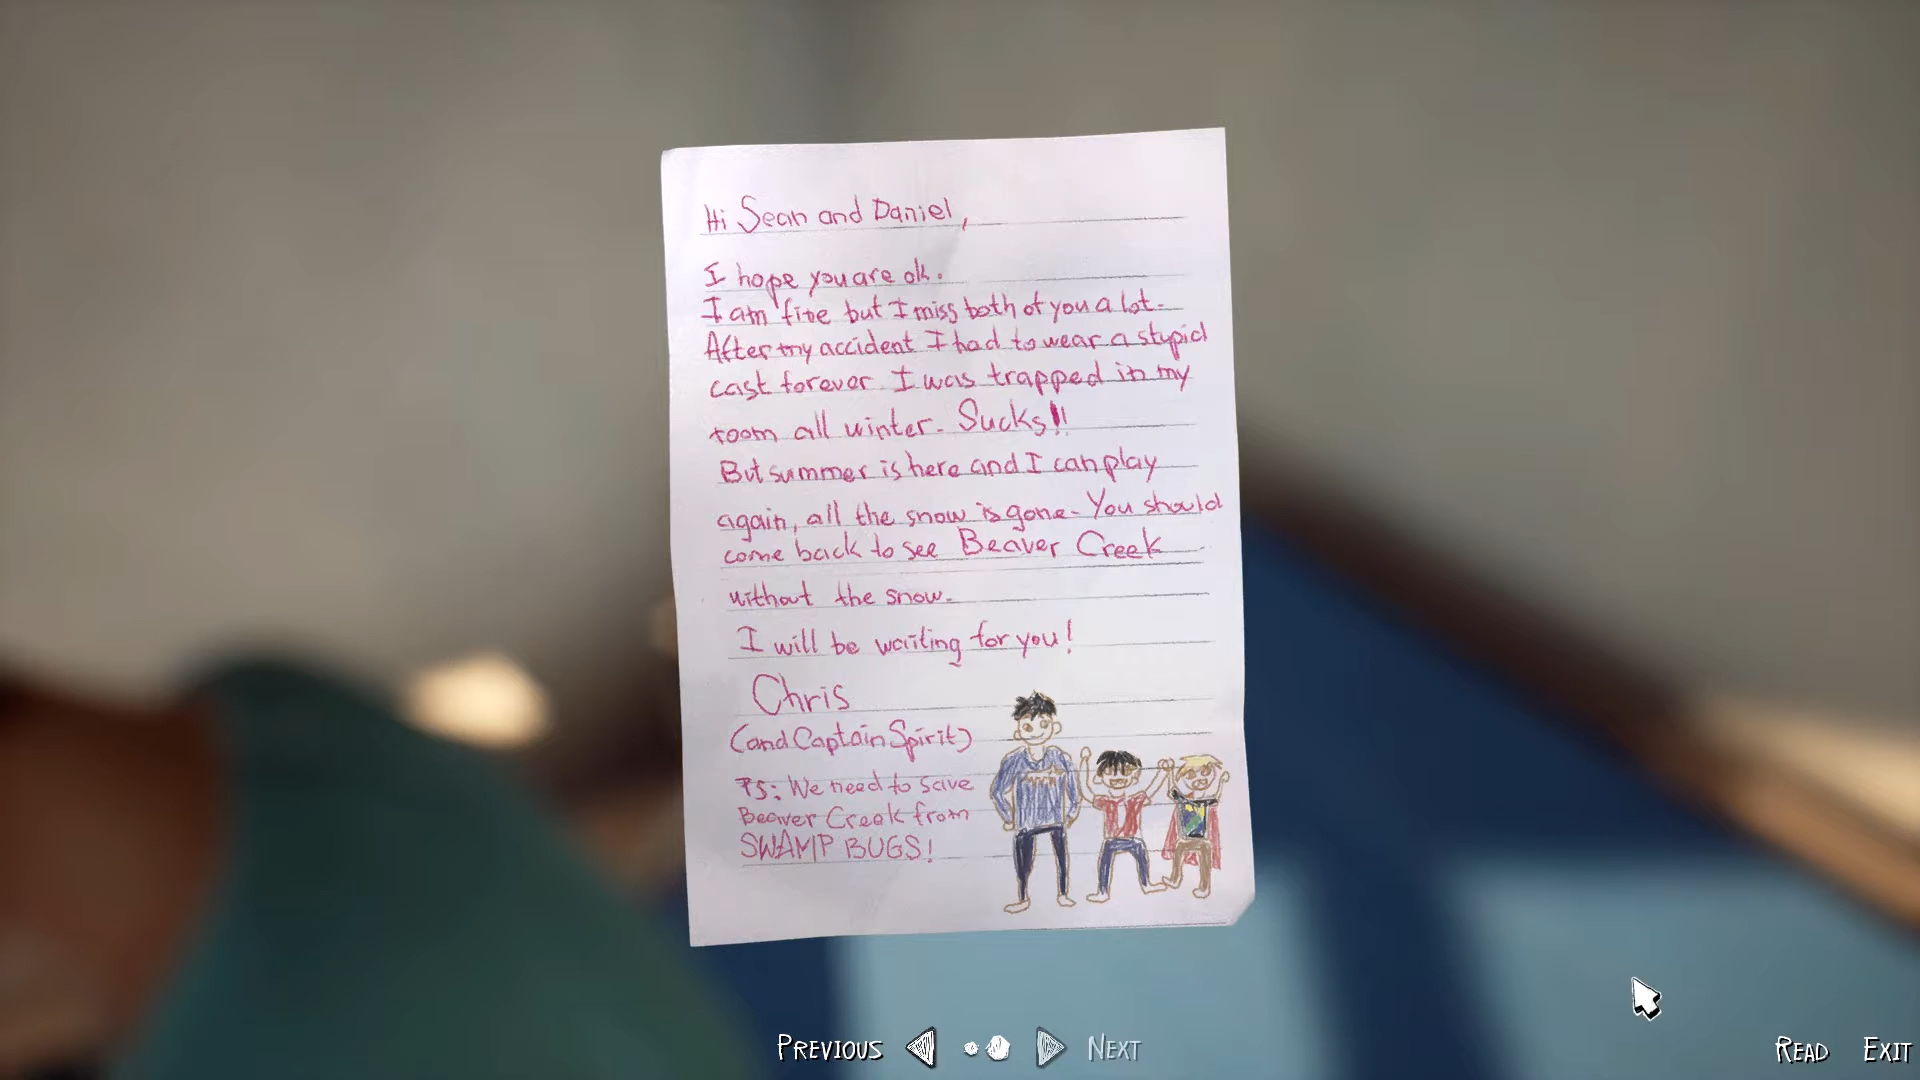 Hi Sean and Daniel,
I hope you are ok.
I am fine but I miss both of you a lot.
After my accident I had to wear a stupid
cast forever. I was trapped in my
room all winter. Sucks!!
But summer is here and I can play
again, all the snow is gone. You should
come back to see Beaver Creek
without the snow.
I will be waiting for you!
Chris
(and Captain Spirit)
PS: We need to save
Beaver Creek from
SWAMP BUGS!
PREVIOUS NEXT
READ EXIT